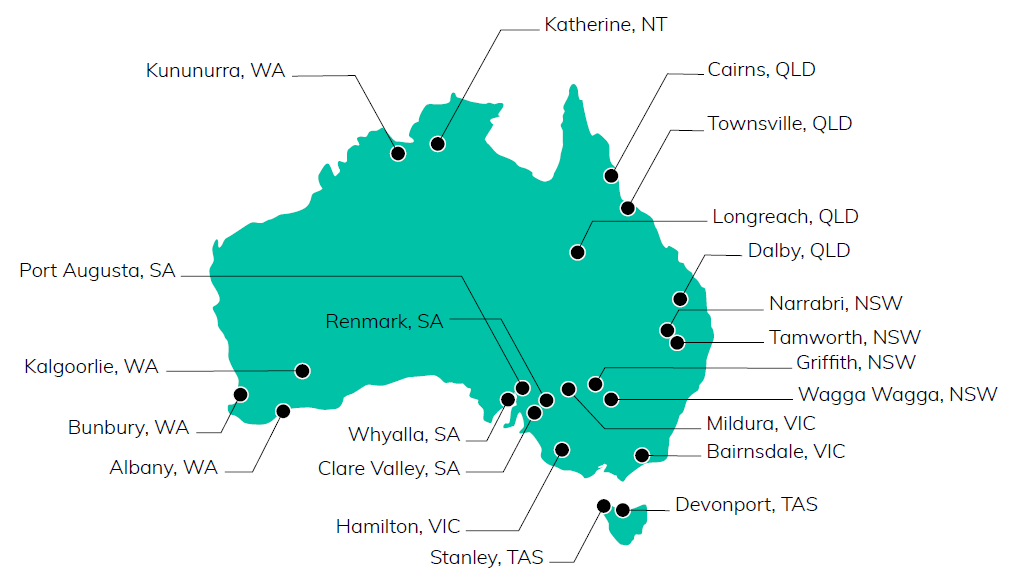 Katherine, NT
Kununurra, WA
Cairns, QLD
Townsville, QLD
Longreach, QLD
Dalby, QLD
Port Augusta, SA
Narrabri, NSW
Renmark, SA
Tamworth, NSW
Griffith, NSW
Kalgoorlie, WA
Wagga Wagga, NSW
Bunbury, WA
Mildura, VIC
Whyalla, SA
Bairnsdale, VIC
Albany, WA
Clare Valley, SA
Devonport, TAS
Hamilton, VIC
Stanley, TAS